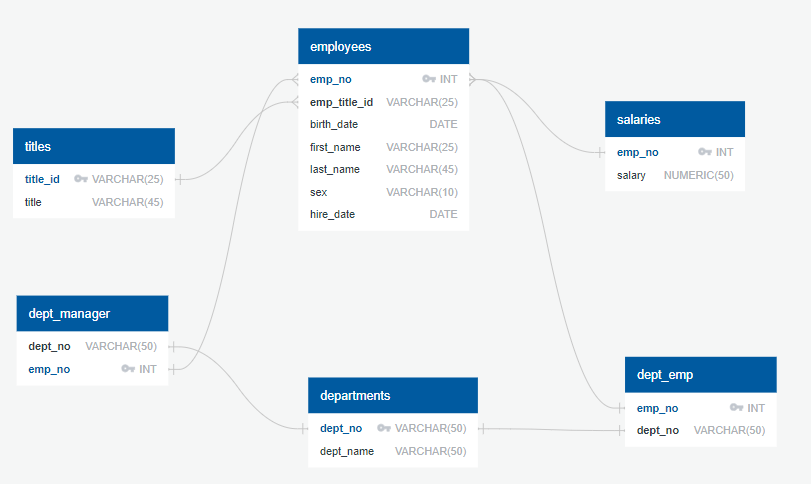 employees
emp_no INT
emp_title_id VARCHAR(25)
birth_date DATE
first_name VARCHAR(25)
last_name VARCHAR(45)
sex VARCHAR(10)
hire_date DATE
salaries
emp_no INT
salary NUMERIC(50)
titles
title_id VARCHAR(25)
title VARCHAR(45)
dept_manager
dept_no VARCHAR(50)
emp_no INT
departments
dept_no VARCHAR(50)
dept_name VARCHAR(50)
dept_emp
emp_no INT
dept_no VARCHAR(50)